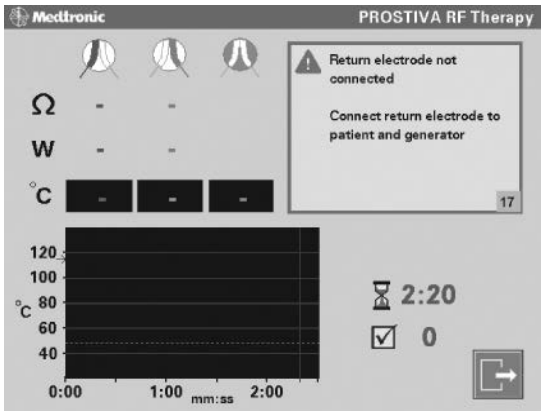 Medtronic
PROSTIVA RF Therapy
Return electrode not
connected
Connect return electrode to
patient and generator
17
Ω - -
W - -
°C - - -
120
100
80
60
40
°C
0:00 1:00 2:00
mm:ss
2:20
0